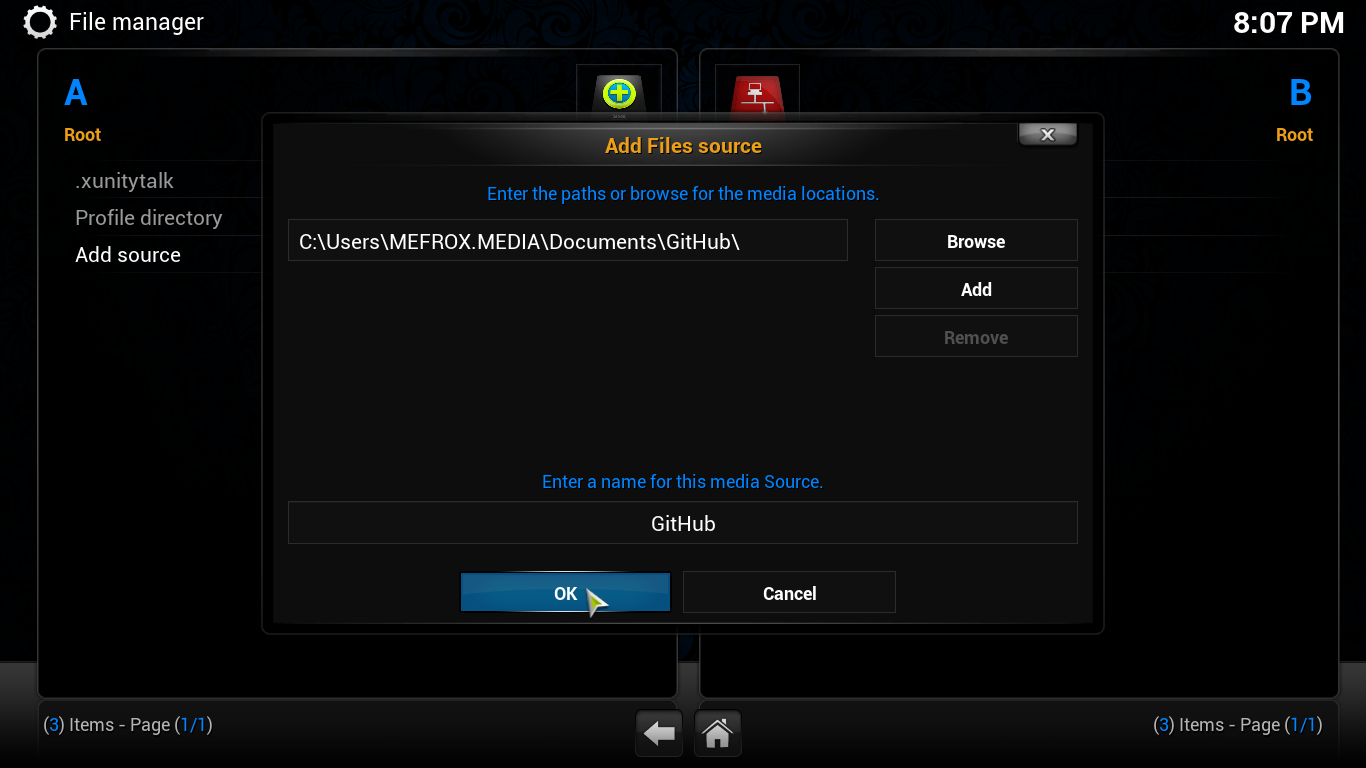 File manager
8:07 PM
A
B
Root
Root
.xunitytalk
Profile directory
Add source
Add Files source
X
Enter the paths or browse for the media locations.
C:\Users\MEFROX.MEDIA\Documents\GitHub\
Browse
Add
Remove
Enter a name for this media Source.
GitHub
OK
Cancel
(3) Items - Page (1/1)
(3) Items - Page (1/1)